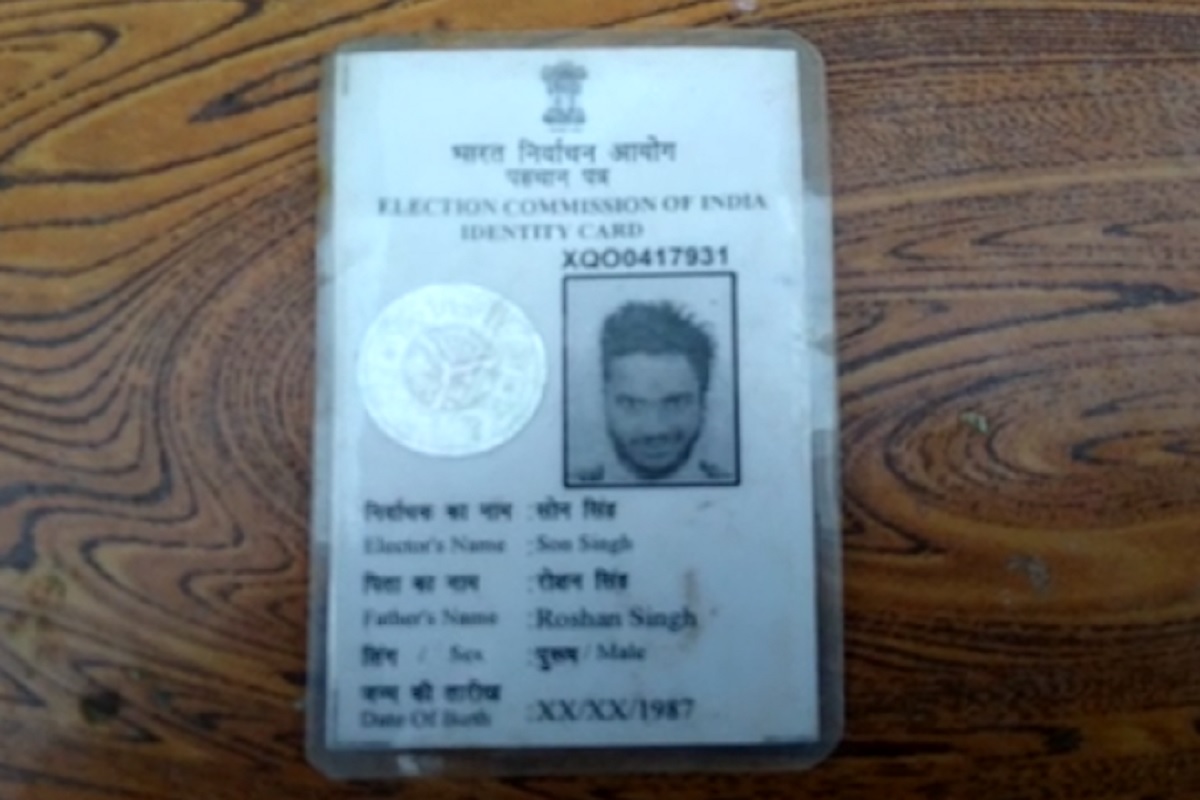 भारत निर्वाचन आयोग
पहचान पत्र
ELECTION COMMISSION OF INDIA
IDENTITY CARD
XQO0417931
निर्वाचक का नाम : सोन सिंह
Elector's Name : Son Singh
पिता का नाम : रोशन सिंह
Father's Name : Roshan Singh
लिंग / Sex : पुरूष / Male
जन्म की तारीख
Date Of Birth : XX/XX/1987